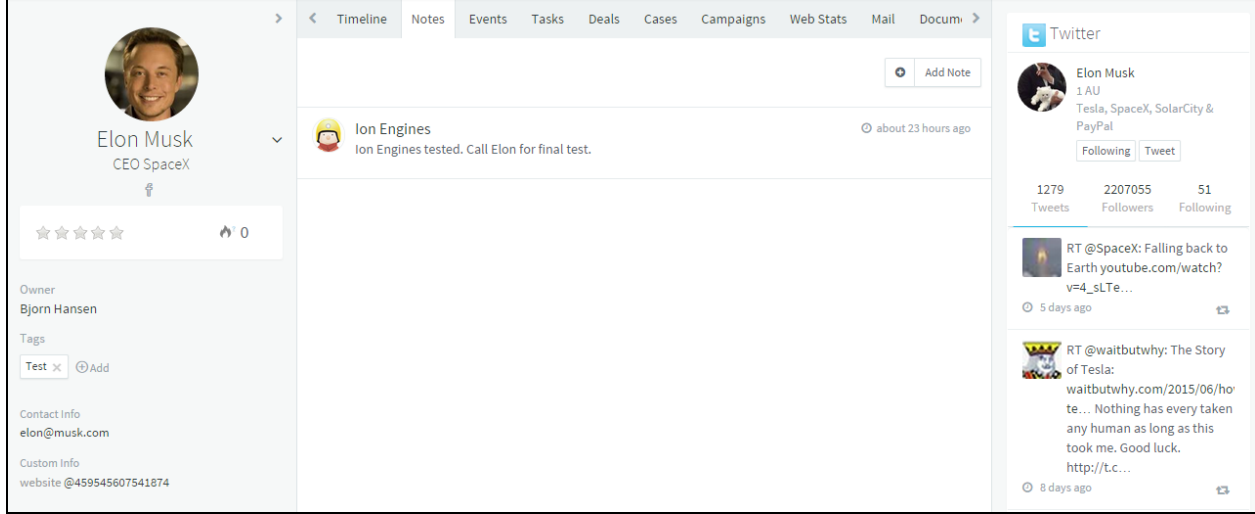 Elon Musk
CEO SpaceX
0
Owner
Bjorn Hansen
Tags
Test
Add
Contact Info
elon@musk.com
Custom Info
website @459545607541874
Timeline Notes Events Tasks Deals Cases Campaigns Web Stats Mail Docum
Add Note
Ion Engines
about 23 hours ago
Ion Engines tested. Call Elon for final test.
Twitter
Elon Musk
1 AU
Tesla, SpaceX, SolarCity &
PayPal
Following Tweet
1279 2207055 51
Tweets Followers Following
RT @SpaceX: Falling back to
Earth youtube.com/watch?
v=4_sLTe…
5 days ago
RT @waitbutwhy: The Story
of Tesla:
waitbutwhy.com/2015/06/ho
te… Nothing has every taken
any human as long as this
took me. Good luck.
http://t.c…
8 days ago